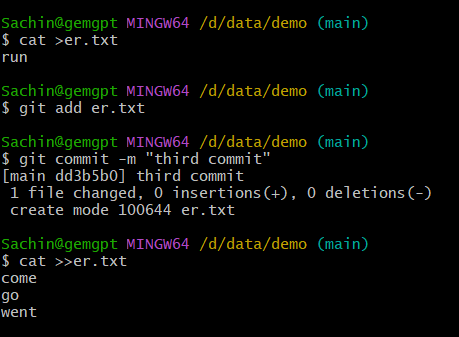 Sachin@gemgpt MINGW64 /d/data/demo (main)
$ cat >er.txt
run
Sachin@gemgpt MINGW64 /d/data/demo (main)
$ git add er.txt
Sachin@gemgpt MINGW64 /d/data/demo (main)
$ git commit -m "third commit"
[main dd3b5b0] third commit
 1 file changed, 0 insertions(+), 0 deletions(-)
 create mode 100644 er.txt
Sachin@gemgpt MINGW64 /d/data/demo (main)
$ cat >>er.txt
come
go
went